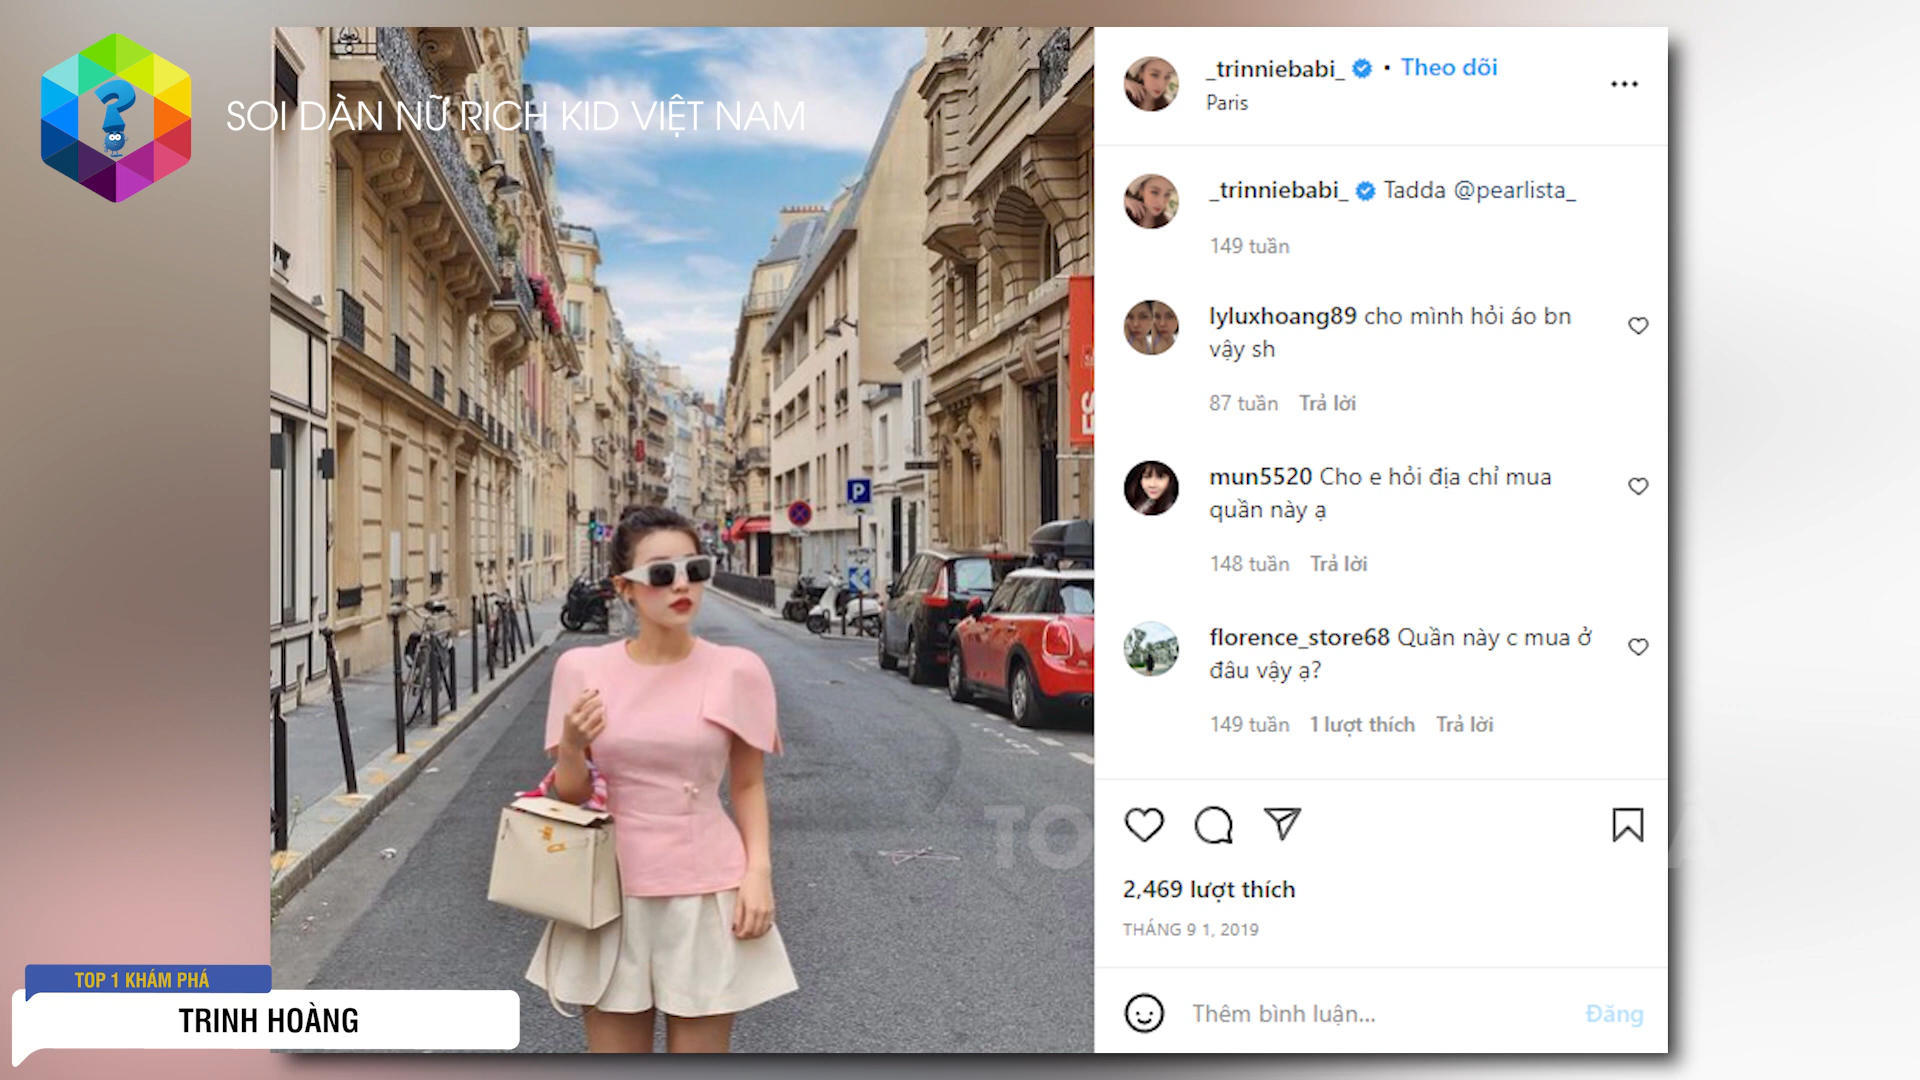 SOI DÀN NỮ RICH KID VIỆT NAM
_trinniebabi_ • Theo dõi
Paris
_trinniebabi_ Tadda @pearlista_
149 tuần
lyluxhoang89 cho mình hỏi áo bn
vậy sh
87 tuần Trả lời
mun5520 Cho e hỏi địa chỉ mua
quần này ạ
148 tuần Trả lời
florence_store68 Quần này c mua ở
đâu vậy ạ?
149 tuần 1 lượt thích Trả lời
P
2,469 lượt thích
THÁNG 9 1, 2019
Thêm bình luận... Đăng
TOP 1 KHÁM PHÁ
TRINH HOÀNG